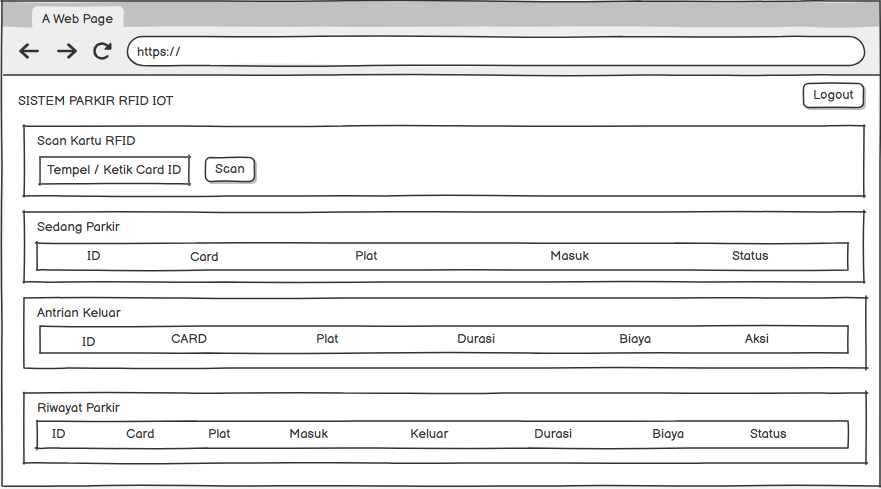 A Web Page
https://
Logout
SISTEM PARKIR RFID IOT
Scan Kartu RFID
Tempel / Ketik Card ID Scan
Sedang Parkir
ID Card Plat Masuk Status
Antrian Keluar
ID CARD Plat Durasi Biaya Aksi
Riwayat Parkir
ID Card Plat Masuk Keluar Durasi Biaya Status